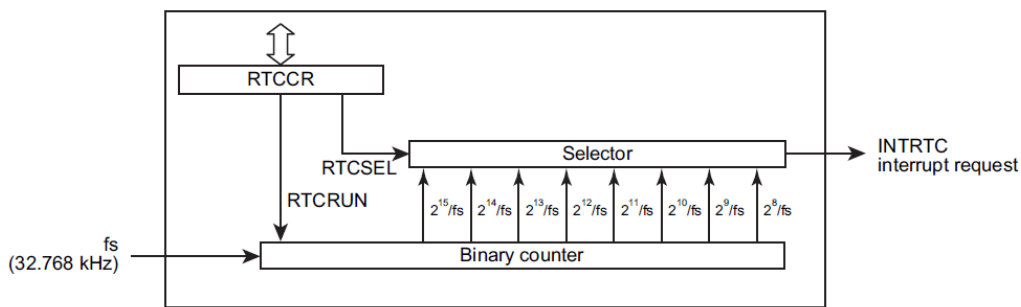 RTCCR
INTRTC
interrupt request
Selector
RTCSEL
RTCRUN
2^15/fs 2^14/fs 2^13/fs 2^12/fs 2^11/fs 2^10/fs 2^9/fs 2^8/fs
fs
(32.768 kHz)
Binary counter